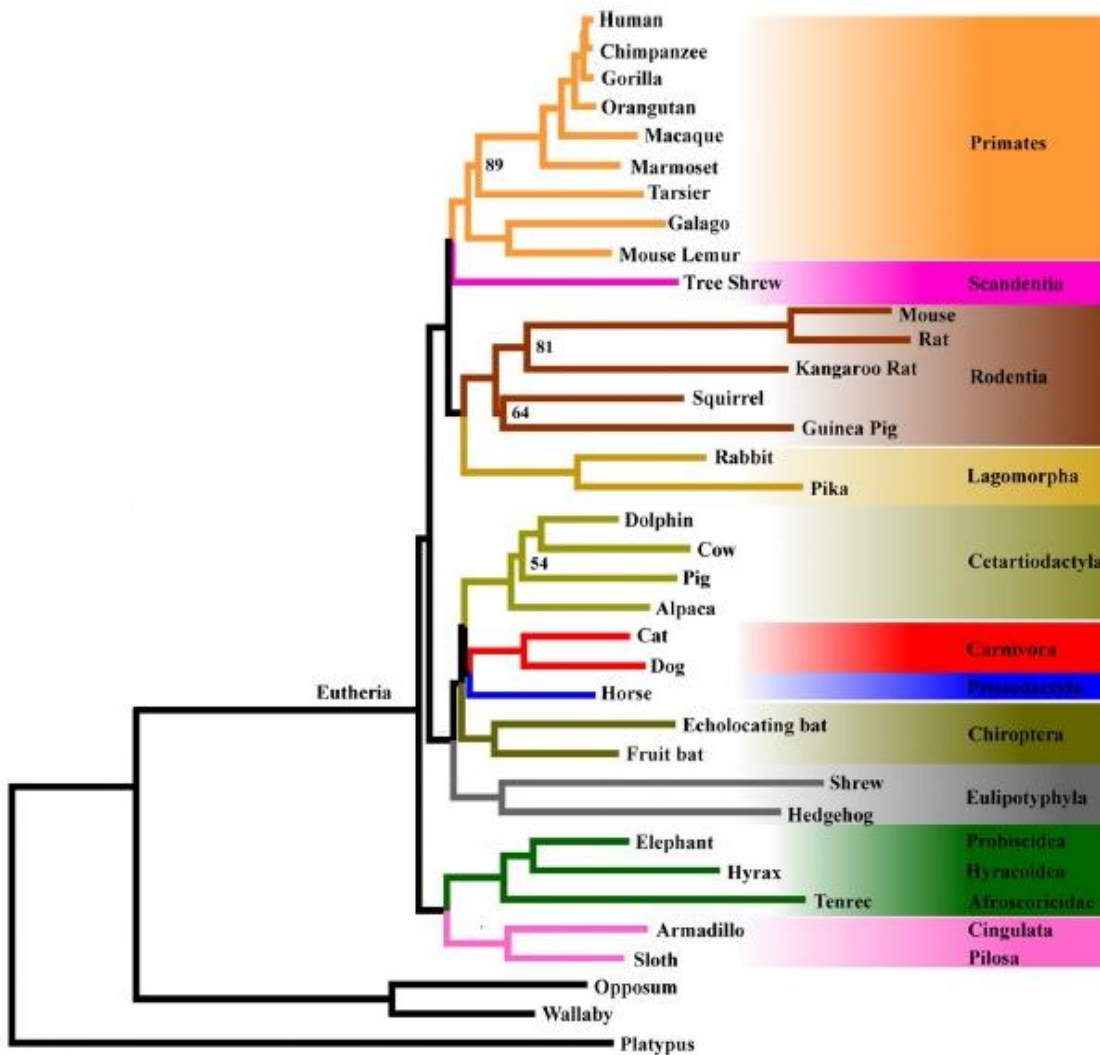 Human
Chimpanzee
Gorilla
Orangutan
Macaque
Primates
89
Marmoset
Tarsier
Galago
Mouse Lemur
Tree Shrew
Scandentia
Mouse
Rat
81
Kangaroo Rat
Rodentia
Squirrel
64
Guinea Pig
Rabbit
Lagomorpha
Pika
Dolphin
Cow
Cetartiodactyla
54
Pig
Alpaca
Cat
Carnivora
Dog
Eutheria
Horse
Echolocating bat
Chiroptera
Fruit bat
Shrew
Eulipotyphyla
Hedgehog
Elephant
Probiscidea
Hyrax
Hyracoidea
Tenrec
Afroscoricidae
Armadillo
Cingulata
Sloth
Pilosa
Opposum
Wallaby
Platypus